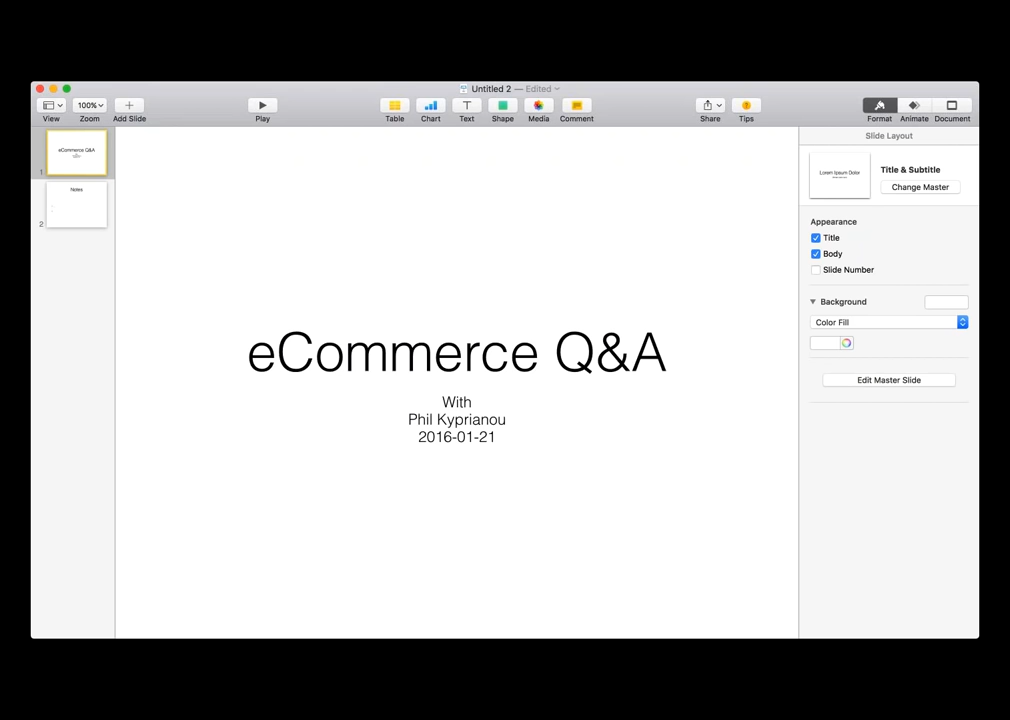 Untitled 2 — Edited
100%
View
Zoom
Add Slide
Play
Table
Chart
Text
Shape
Media
Comment
Share
Tips
Format
Animate
Document
eCommerce Q&A
1
Notes
2
eCommerce Q&A
With
Phil Kyprianou
2016-01-21
Slide Layout
Lorem Ipsum Dolor
Title & Subtitle
Change Master
Appearance
Title
Body
Slide Number
Background
Color Fill
Edit Master Slide